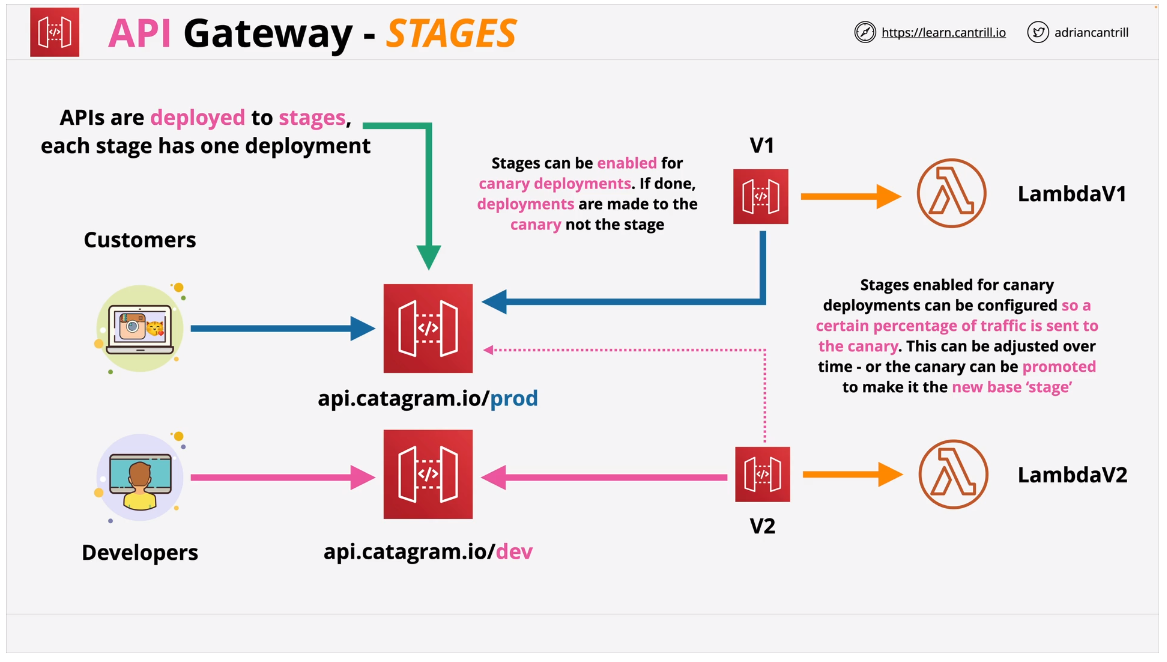 API Gateway - STAGES
https://learn.cantrill.io
adriancantrill
APIs are deployed to stages,
each stage has one deployment
Stages can be enabled for
canary deployments. If done,
deployments are made to the
canary not the stage
V1
</>
LambdaV1
Customers
</>
api.catagram.io/prod
Stages enabled for canary
deployments can be configured so a
certain percentage of traffic is sent to
the canary. This can be adjusted over
time - or the canary can be promoted
to make it the new base ‘stage’
Developers
</>
api.catagram.io/dev
</>
V2
LambdaV2